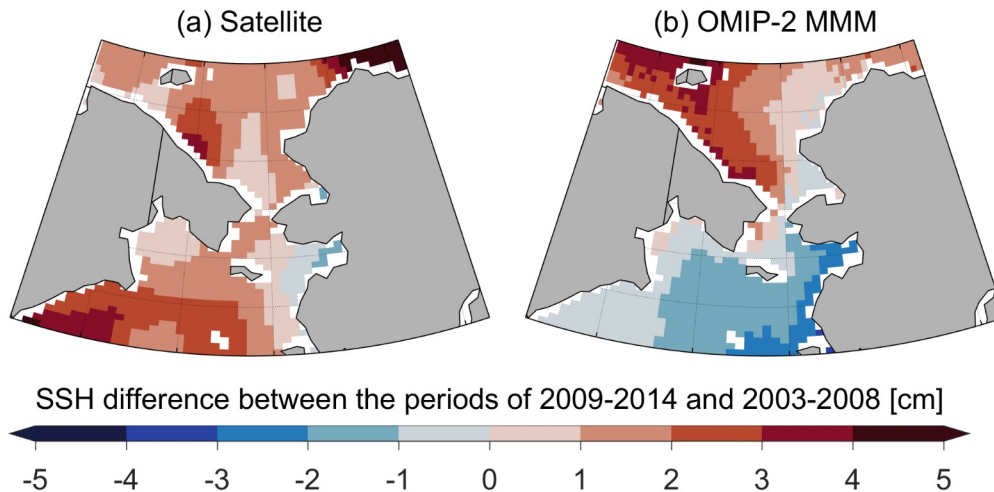 (a) Satellite
(b) OMIP-2 MMM
SSH difference between the periods of 2009-2014 and 2003-2008 [cm]
-5 -4 -3 -2 -1 0 1 2 3 4 5